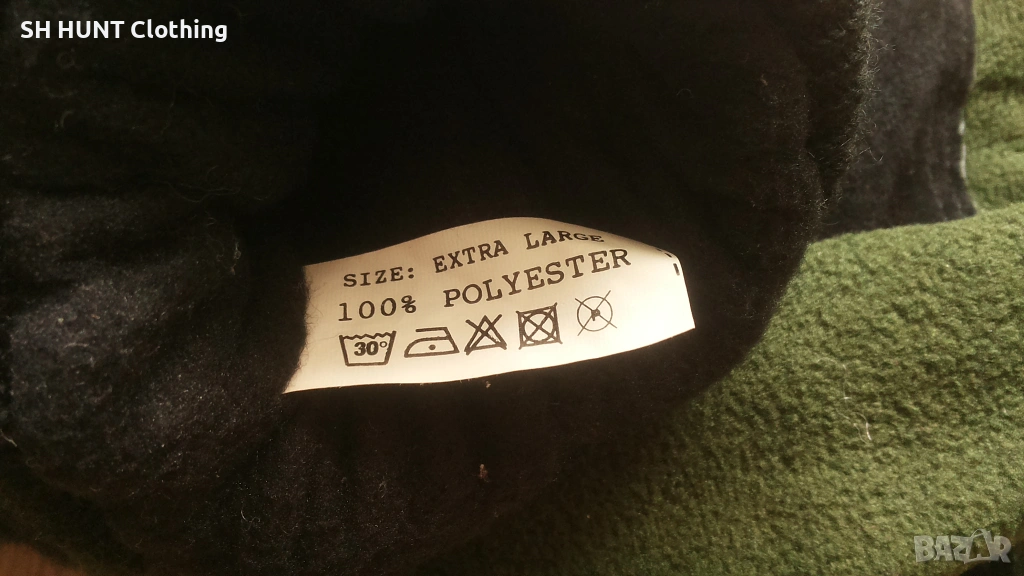 SH HUNT Clothing
SIZE: EXTRA LARGE
100% POLYESTER
30°
BAZAR